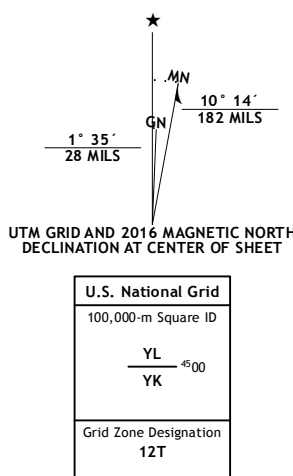 ★
MN
GN
10° 14´
182 MILS
1° 35´
28 MILS
UTM GRID AND 2016 MAGNETIC NORTH
DECLINATION AT CENTER OF SHEET
U.S. National Grid
100,000-m Square ID
YL
4500
YK
Grid Zone Designation
12T